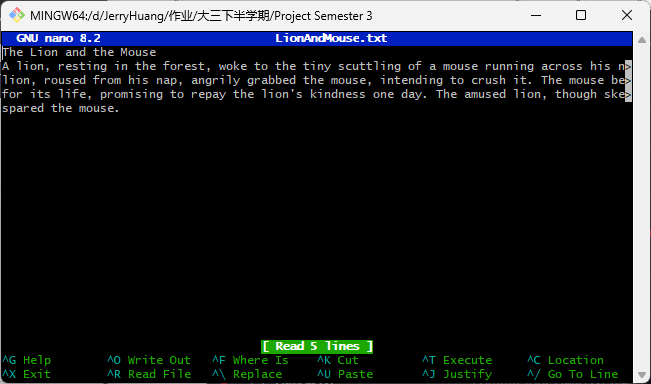 MINGW64:/d/JerryHuang/作业/大三下半学期/Project Semester 3
GNU nano 8.2 LionAndMouse.txt
The Lion and the Mouse
A lion, resting in the forest, woke to the tiny scuttling of a mouse running across his n>
lion, roused from his nap, angrily grabbed the mouse, intending to crush it. The mouse be>
for its life, promising to repay the lion's kindness one day. The amused lion, though ske>
spared the mouse.
[ Read 5 lines ]
^G Help ^O Write Out ^F Where Is ^K Cut ^T Execute ^C Location
^X Exit ^R Read File ^\ Replace ^U Paste ^J Justify ^/ Go To Line